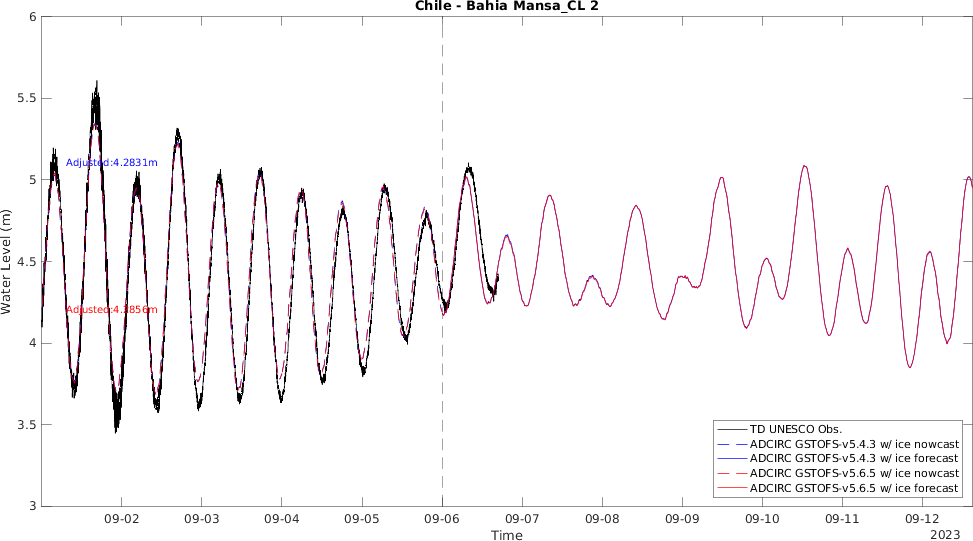 Chile - Bahia Mansa_CL 2
6
5.5
5
4.5
4
3.5
3
Water Level (m)
Adjusted:4.2831m
Adjusted:4.2856m
TD UNESCO Obs.
ADCIRC GSTOFS-v5.4.3 w/ ice nowcast
ADCIRC GSTOFS-v5.4.3 w/ ice forecast
ADCIRC GSTOFS-v5.6.5 w/ ice nowcast
ADCIRC GSTOFS-v5.6.5 w/ ice forecast
09-02 09-03 09-04 09-05 09-06 09-07 09-08 09-09 09-10 09-11 09-12
Time
2023